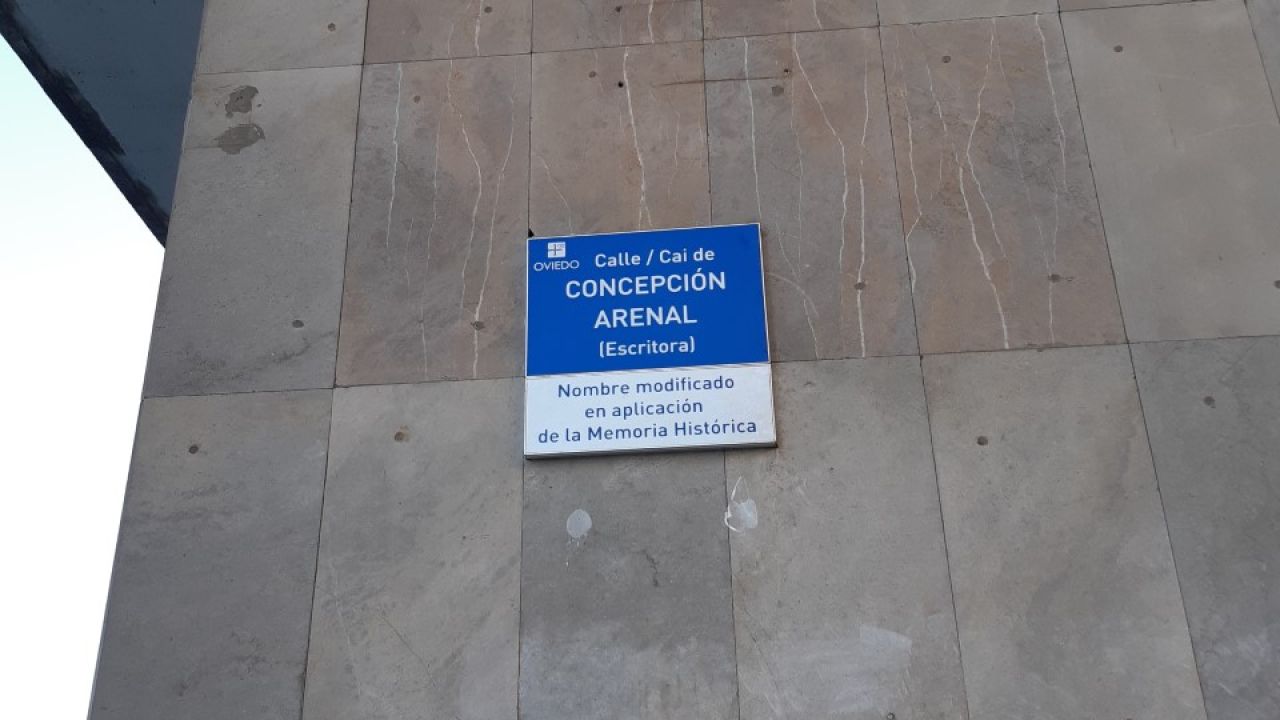 OVIEDO
Calle / Cai de
CONCEPCIÓN
ARENAL
(Escritora)
Nombre modificado
en aplicación
de la Memoria Histórica